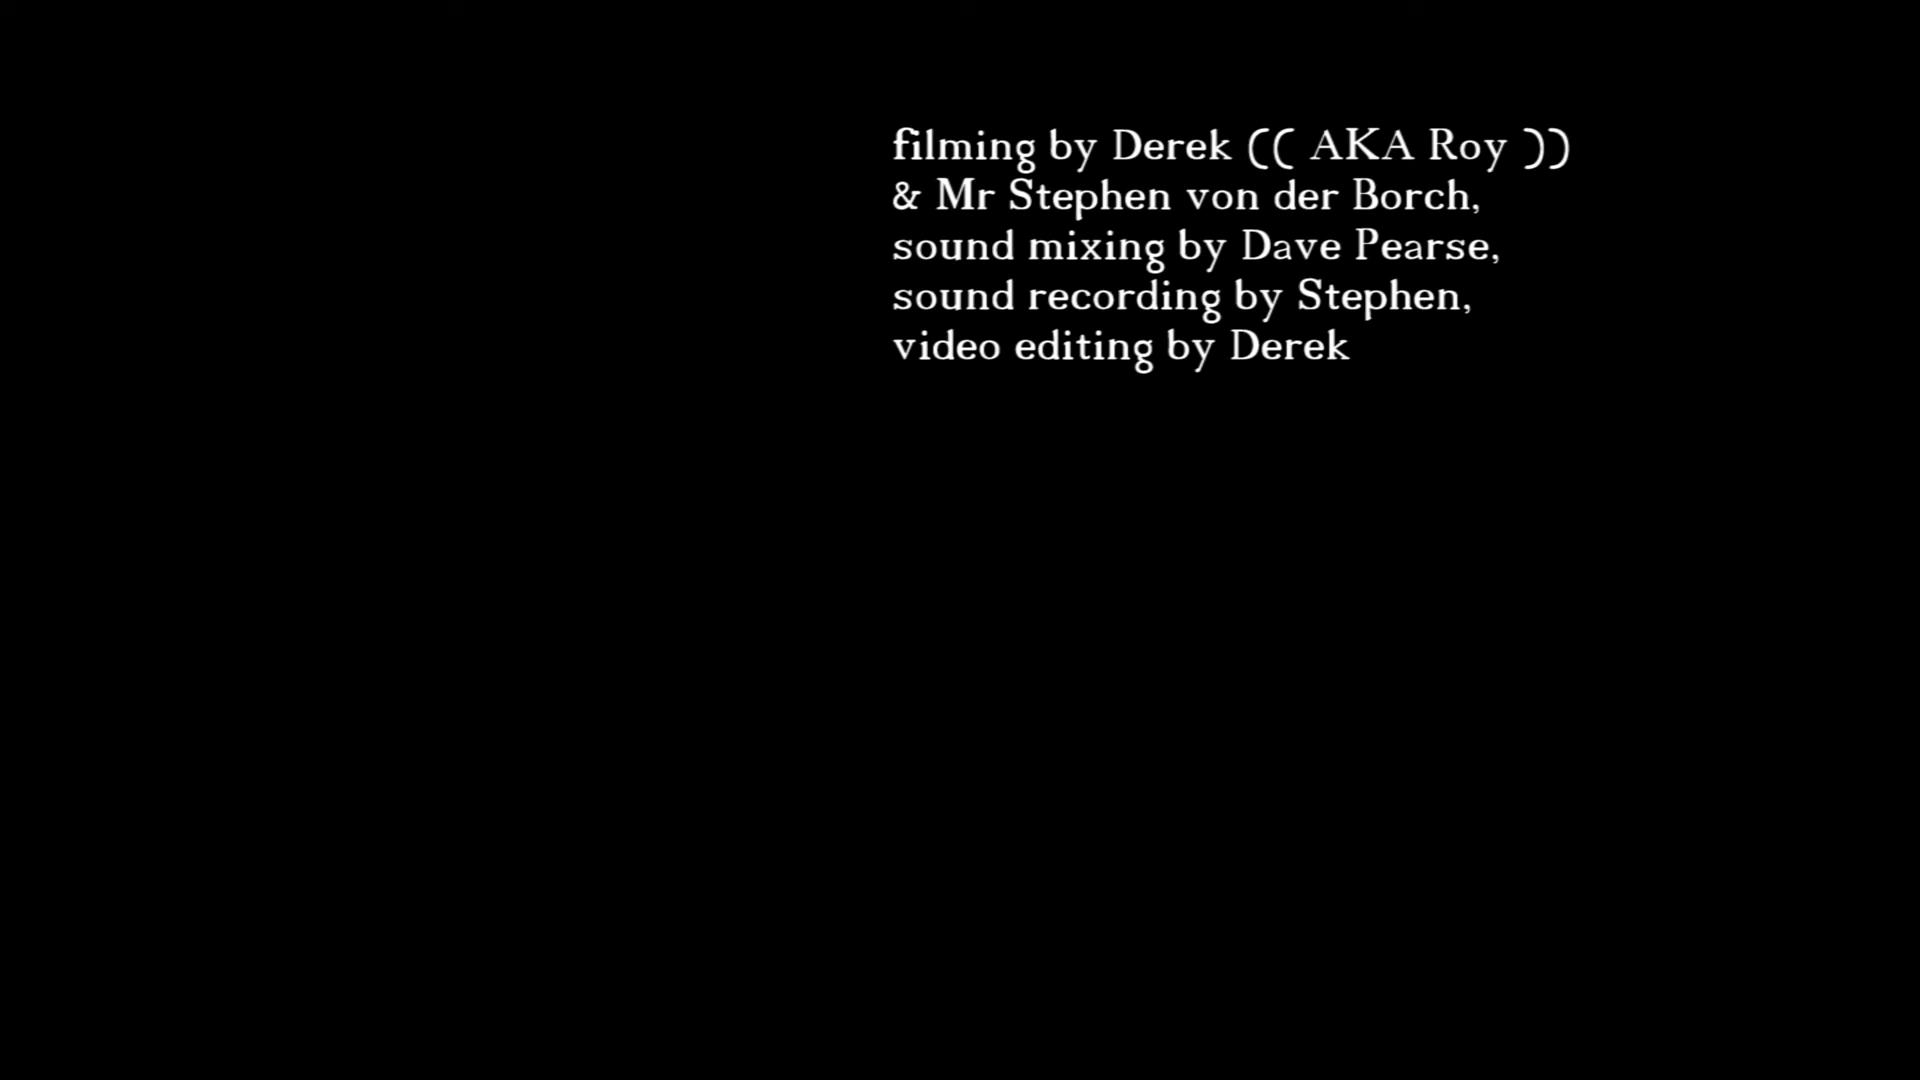 filming by Derek (( AKA Roy ))
& Mr Stephen von der Borch,
sound mixing by Dave Pearse,
sound recording by Stephen,
video editing by Derek